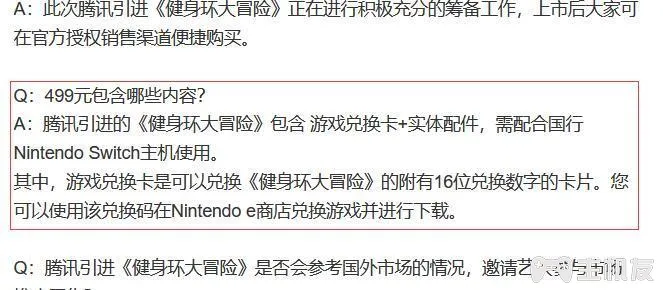 A：此次腾讯引进《健身环大冒险》正在进行积极充分的筹备工作，上市后大家可
在官方授权销售渠道便捷购买。
Q：499元包含哪些内容？
A：腾讯引进的《健身环大冒险》包含 游戏兑换卡+实体配件，需配合国行
Nintendo Switch主机使用。
其中，游戏兑换卡是可以兑换《健身环大冒险》的附有16位兑换数字的卡片。您
可以使用该兑换码在Nintendo e商店兑换游戏并进行下载。
Q：腾讯引进《健身环大冒险》是否会参考国外市场的情况，邀请艺
主机友